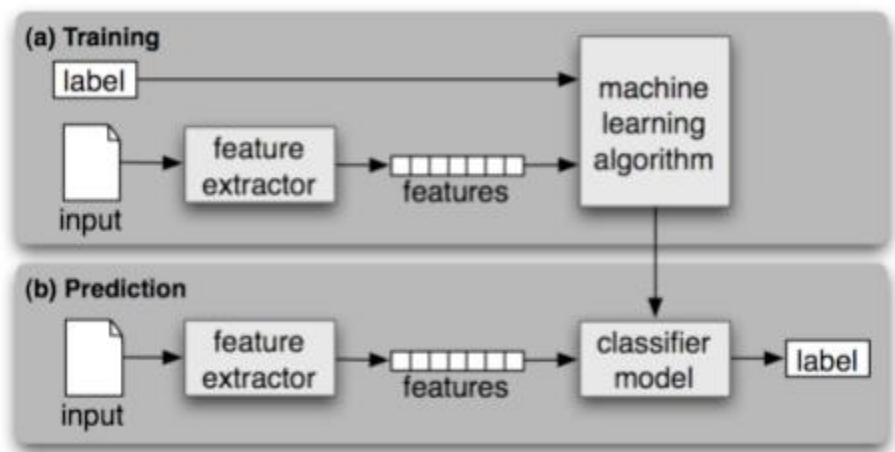 (a) Training
label
machine
learning
algorithm
feature
extractor
features
input
(b) Prediction
feature
extractor
features
classifier
model
label
input